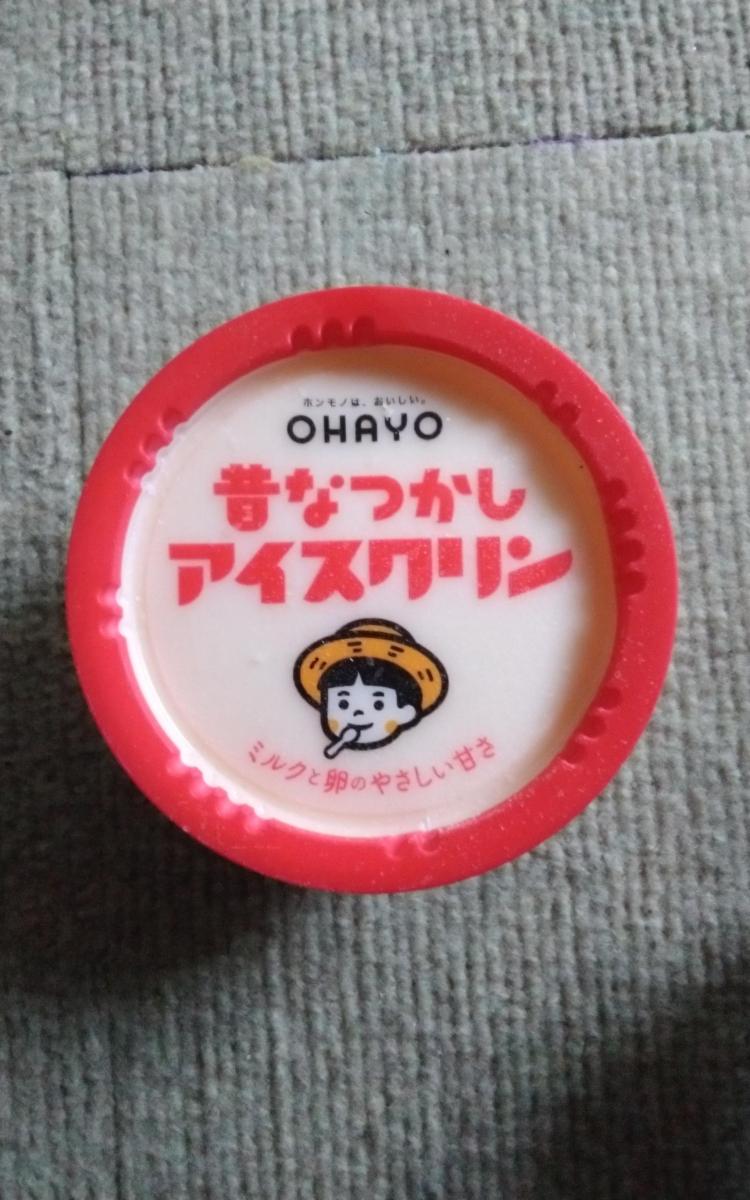 ホンモノは、おいしい。
OHAYO
昔なつかし
アイスクリン
ミルクと卵のやさしい甘さ